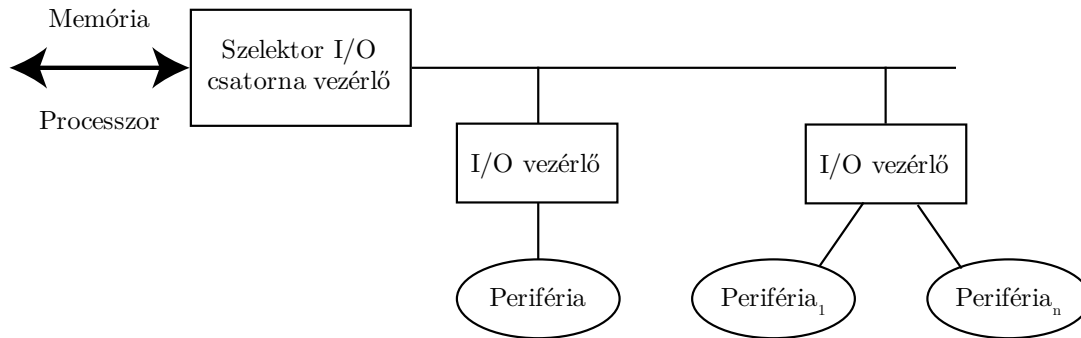 Memória
Szelektor I/O
csatorna vezérlő
Processzor
I/O vezérlő
I/O vezérlő
Periféria
Periféria₁
Periférian